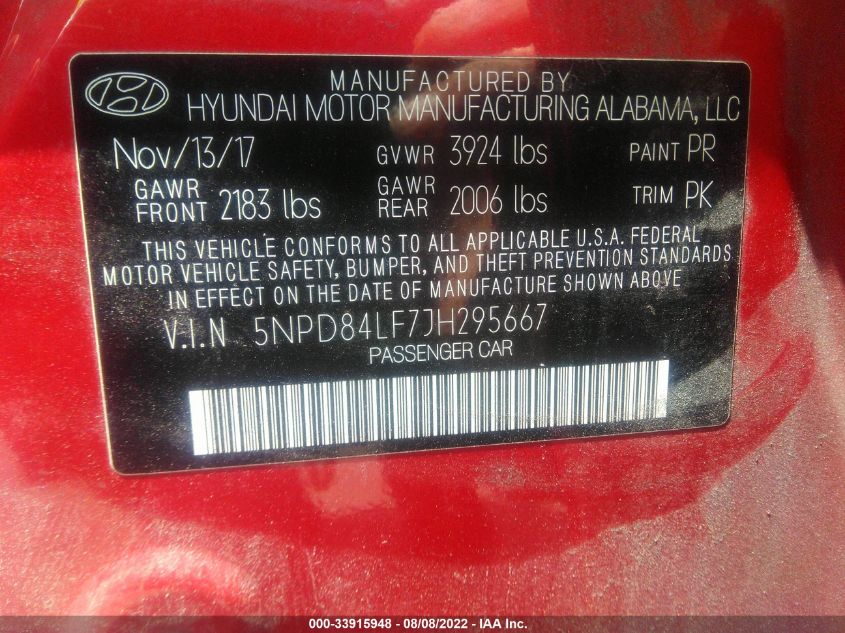 MANUFACTURED BY
HYUNDAI MOTOR MANUFACTURING ALABAMA, LLC
Nov/13/17 GVWR 3924 lbs PAINT PR
GAWR FRONT 2183 lbs GAWR REAR 2006 lbs TRIM PK
THIS VEHICLE CONFORMS TO ALL APPLICABLE U.S.A. FEDERAL
MOTOR VEHICLE SAFETY, BUMPER, AND THEFT PREVENTION STANDARDS
IN EFFECT ON THE DATE OF MANUFACTURE SHOWN ABOVE
V.I.N 5NPD84LF7JH295667
PASSENGER CAR
000-33915948 - 08/08/2022 - IAA Inc.